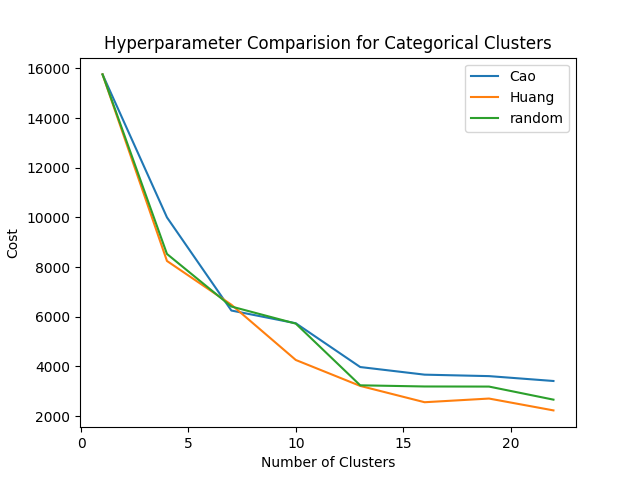 Hyperparameter Comparision for Categorical Clusters
Cao
Huang
random
16000
14000
12000
10000
8000
6000
4000
2000
Cost
0
5
10
15
20
Number of Clusters